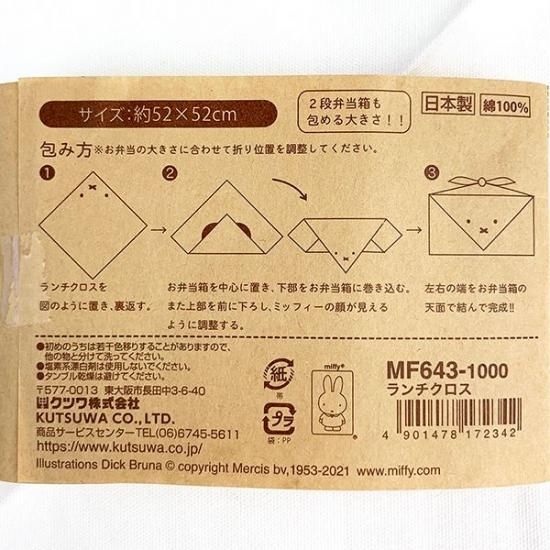 サイズ:約52×52cm
2段弁当箱も
包める大きさ!!
日本製
綿100%
包み方 ※お弁当の大きさに合わせて折り位置を調整してください。
1
2
3
ランチクロスを
図のように置き、裏返す。
お弁当箱を中心に置き、下部をお弁当箱に巻き込む。
また上部を前に下ろし、ミッフィーの顔が見える
ように調整する。
左右の端をお弁当箱の
天面で結んで完成!!
●初めのうちは若干色移りすることがありますので、
他の物と分けて洗ってください。
●塩素系漂白剤は使用しないでください。
●タンブル乾燥は避けてください。
〒577-0013 東大阪市長田中3-6-40
クツワ株式会社
KUTSUWA CO., LTD.
商品サービスセンターTEL(06)6745-5611
https://www.kutsuwa.co.jp/
紙
帯
プラ
袋:PP
miffy
MF643-1000
ランチクロス
4 901478 172342
Illustrations Dick Bruna © copyright Mercis bv,1953-2021 www.miffy.com